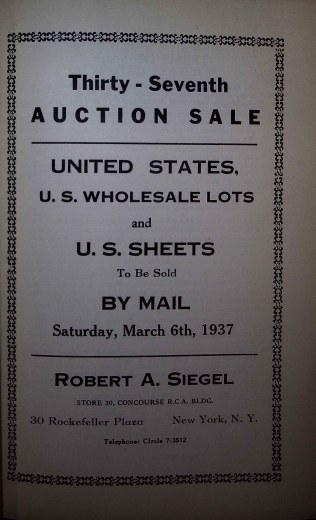 Thirty - Seventh
AUCTION SALE
UNITED STATES,
U. S. WHOLESALE LOTS
and
U. S. SHEETS
To Be Sold
BY MAIL
Saturday, March 6th, 1937
ROBERT A. SIEGEL
STORE 20, CONCOURSE R.C.A. BLDG.
30 Rockefeller Plaza New York, N. Y.
Telephone: Circle 7-3512